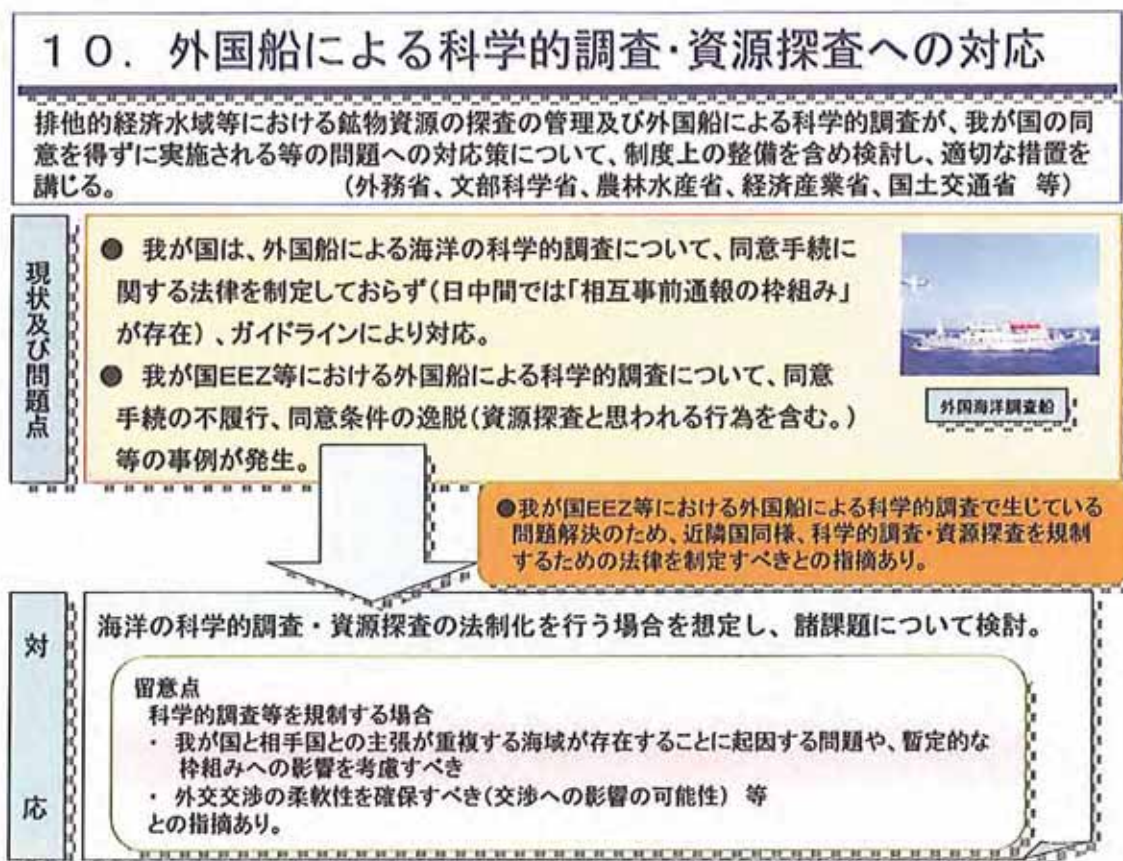 １０．外国船による科学的調査・資源探査への対応
排他的経済水域等における鉱物資源の探査の管理及び外国船による科学的調査が、我が国の同
意を得ずに実施される等の問題への対応策について、制度上の整備を含め検討し、適切な措置を
講じる。　　　　　　　　　（外務省、文部科学省、農林水産省、経済産業省、国土交通省　等）
現状及び問題点
●　我が国は、外国船による海洋の科学的調査について、同意手続に
関する法律を制定しておらず（日中間では「相互事前通報の枠組み」
が存在）、ガイドラインにより対応。
●　我が国EEZ等における外国船による科学的調査について、同意
手続の不履行、同意条件の逸脱（資源探査と思われる行為を含む。）
等の事例が発生。
外国海洋調査船
●我が国EEZ等における外国船による科学的調査で生じている
問題解決のため、近隣国同様、科学的調査・資源探査を規制
するための法律を制定すべきとの指摘あり。
対応
海洋の科学的調査・資源探査の法制化を行う場合を想定し、諸課題について検討。
留意点
科学的調査等を規制する場合
・　我が国と相手国との主張が重複する海域が存在することに起因する問題や、暫定的な
枠組みへの影響を考慮すべき
・　外交交渉の柔軟性を確保すべき（交渉への影響の可能性）　等
との指摘あり。